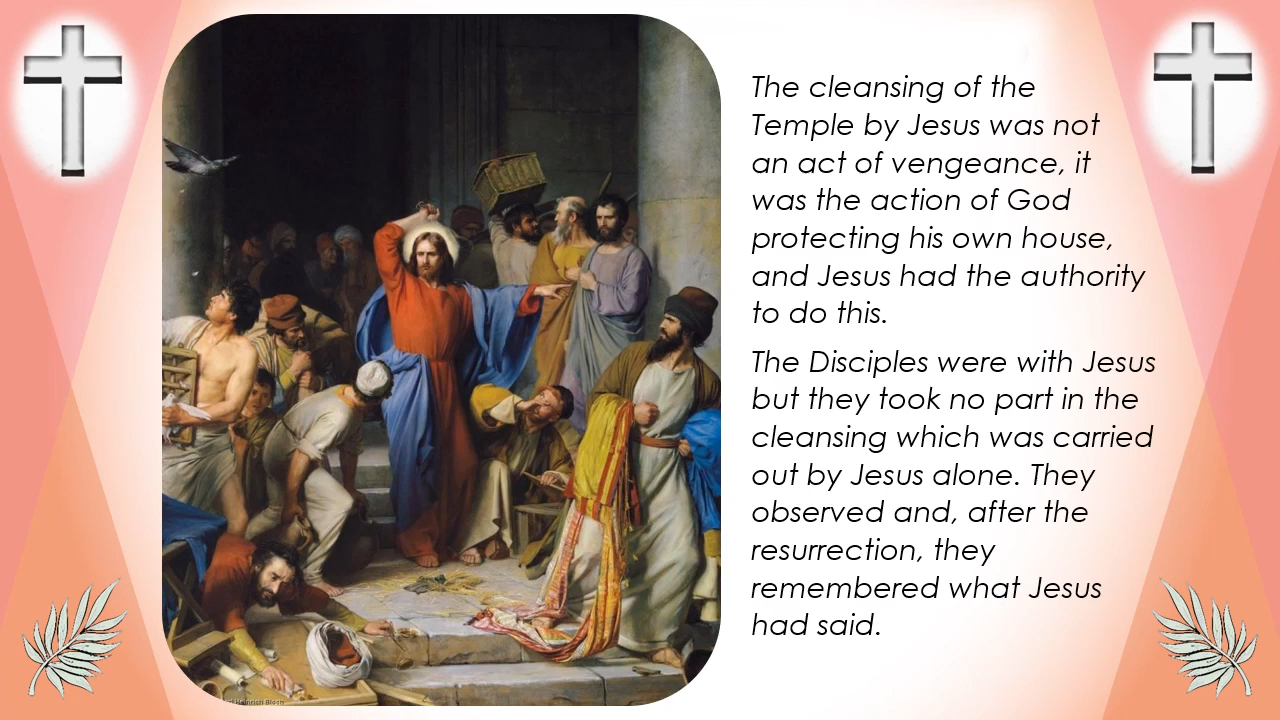 The cleansing of the
Temple by Jesus was not
an act of vengeance, it
was the action of God
protecting his own house,
and Jesus had the authority
to do this.
The Disciples were with Jesus
but they took no part in the
cleansing which was carried
out by Jesus alone. They
observed and, after the
resurrection, they
remembered what Jesus
had said.
Heinrich Bloch